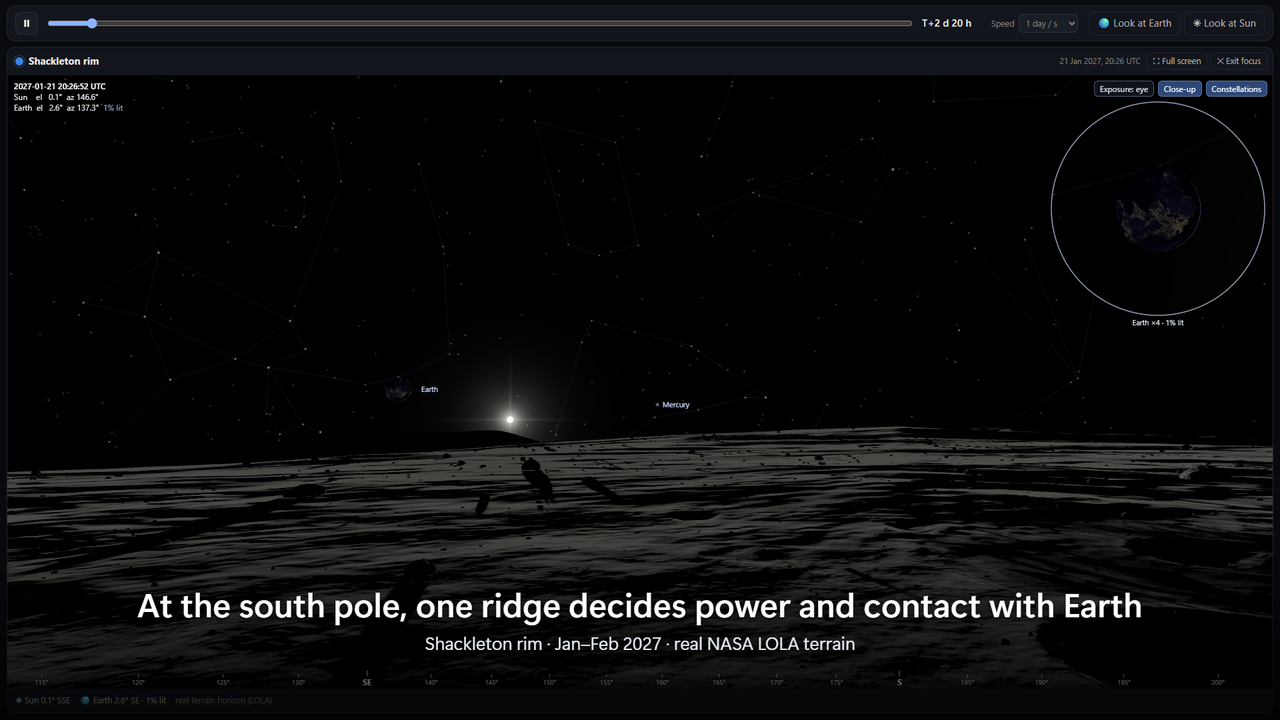 T+2 d 20 h
Speed 1 day / s
Look at Earth
Look at Sun
Shackleton rim
21 Jan 2027, 20:26 UTC
Full screen
Exit focus
2027-01-21 20:26:52 UTC
Sun el 0.1° az 146.6°
Earth el 2.6° az 137.3° 1% lit
Exposure: eye
Close-up
Constellations
Earth ×4 · 1% lit
Earth
Mercury
At the south pole, one ridge decides power and contact with Earth
Shackleton rim · Jan–Feb 2027 · real NASA LOLA terrain
115° 120° 125° 130° SE 140° 145° 150° 155° 160° 165° 170° 175° S 185° 190° 195° 200°
Sun 0.1° SSE Earth 2.6° SE · 1% lit real terrain horizon (LOLA)